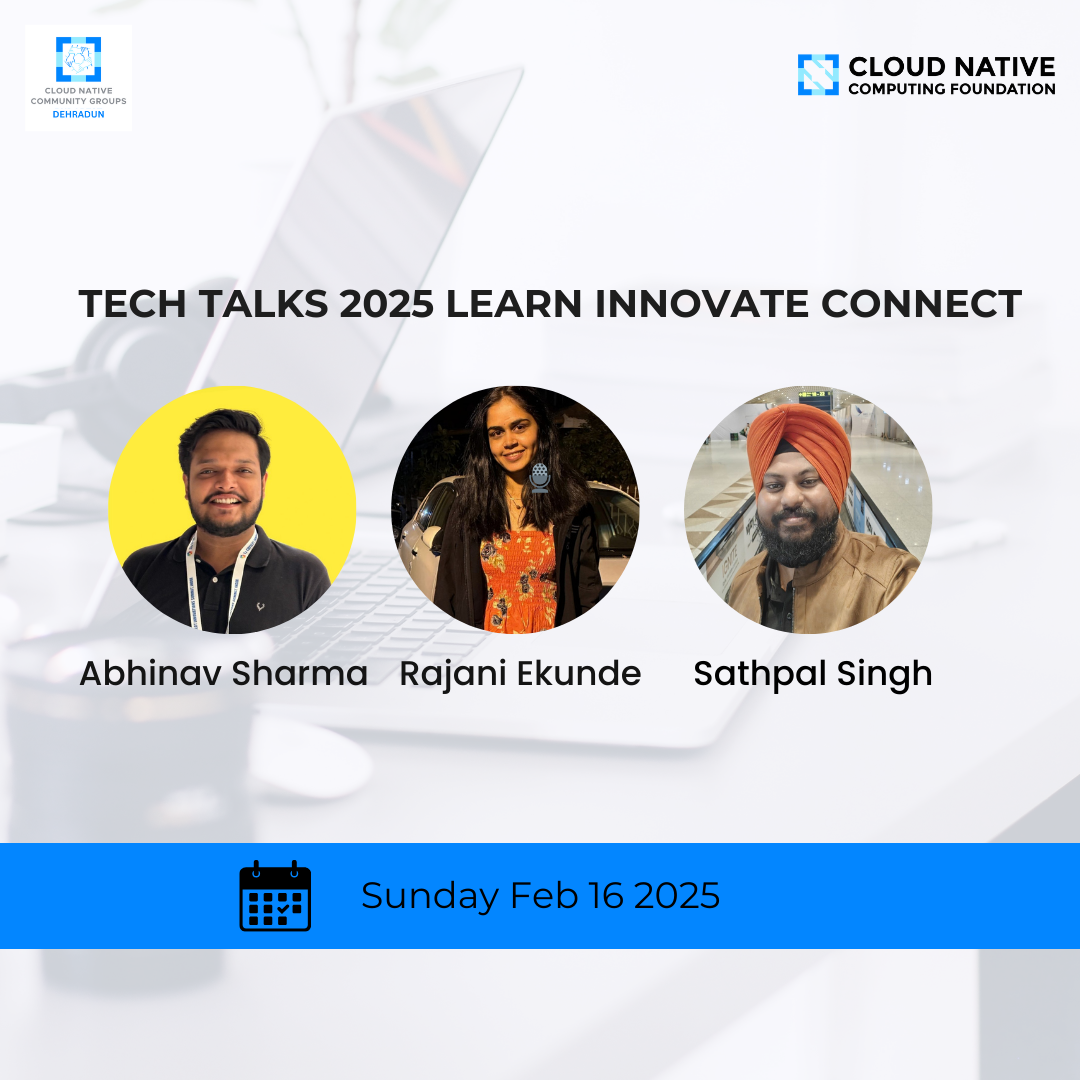 CLOUD NATIVE
COMMUNITY GROUPS
DEHRADUN
CLOUD NATIVE
COMPUTING FOUNDATION
TECH TALKS 2025 LEARN INNOVATE CONNECT
Abhinav Sharma
Rajani Ekunde
Sathpal Singh
Sunday Feb 16 2025